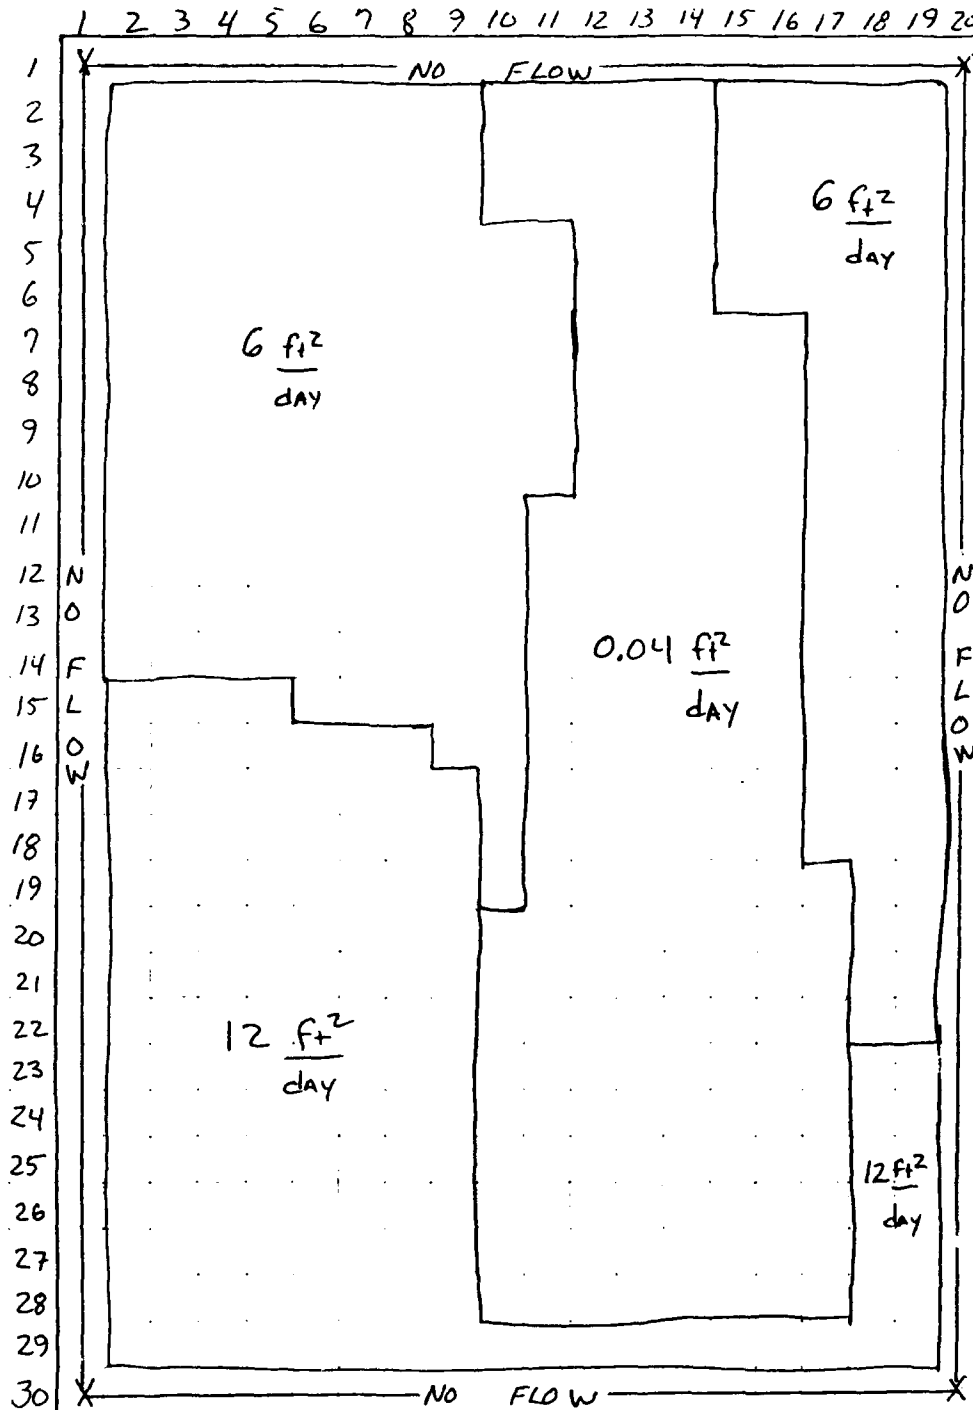 1 2 3 4 5 6 7 8 9 10 11 12 13 14 15 16 17 18 19 20
1
NO FLOW
2
3
4
6 ft²
5
day
6
7
6 ft²
8
day
9
10
11
12
13
14
15
16
17
18
19
20
21
22
23
24
25
26
27
28
29
30
NO FLOW
NO FLOW
0.04 ft²
day
12 ft²
day
12 ft²
day
NO FLOW